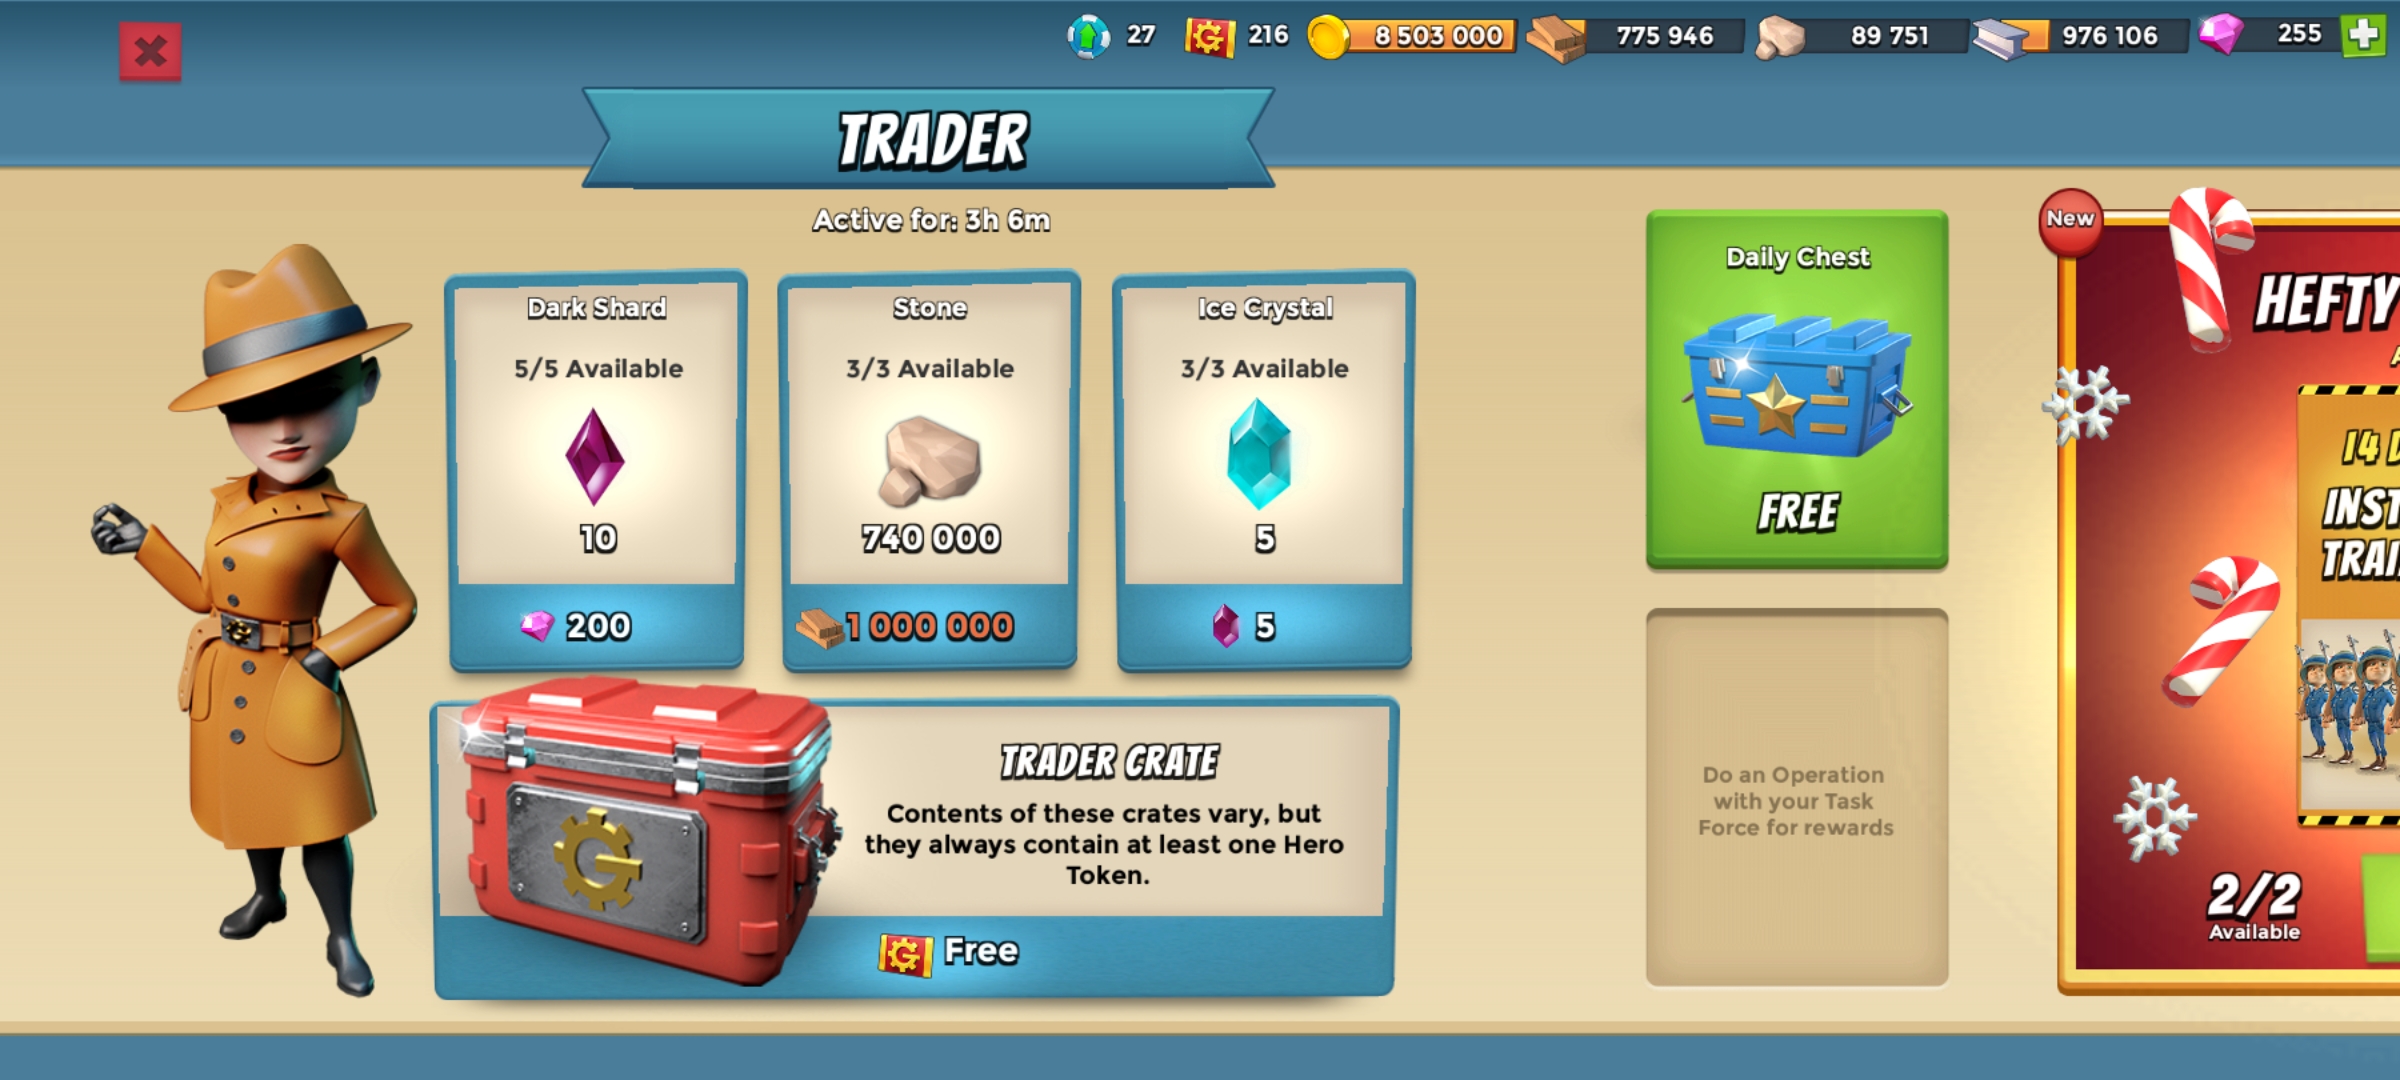 27
216
8 503 000
775 946
89 751
976 106
255
TRADER
Active for: 3h 6m
Dark Shard
5/5 Available
10
200
Stone
3/3 Available
740 000
1 000 000
Ice Crystal
3/3 Available
5
5
TRADER CRATE
Contents of these crates vary, but
they always contain at least one Hero
Token.
Free
Daily Chest
FREE
Do an Operation
with your Task
Force for rewards
New
HEFTY
14 D
INST
TRAI
2/2
Available